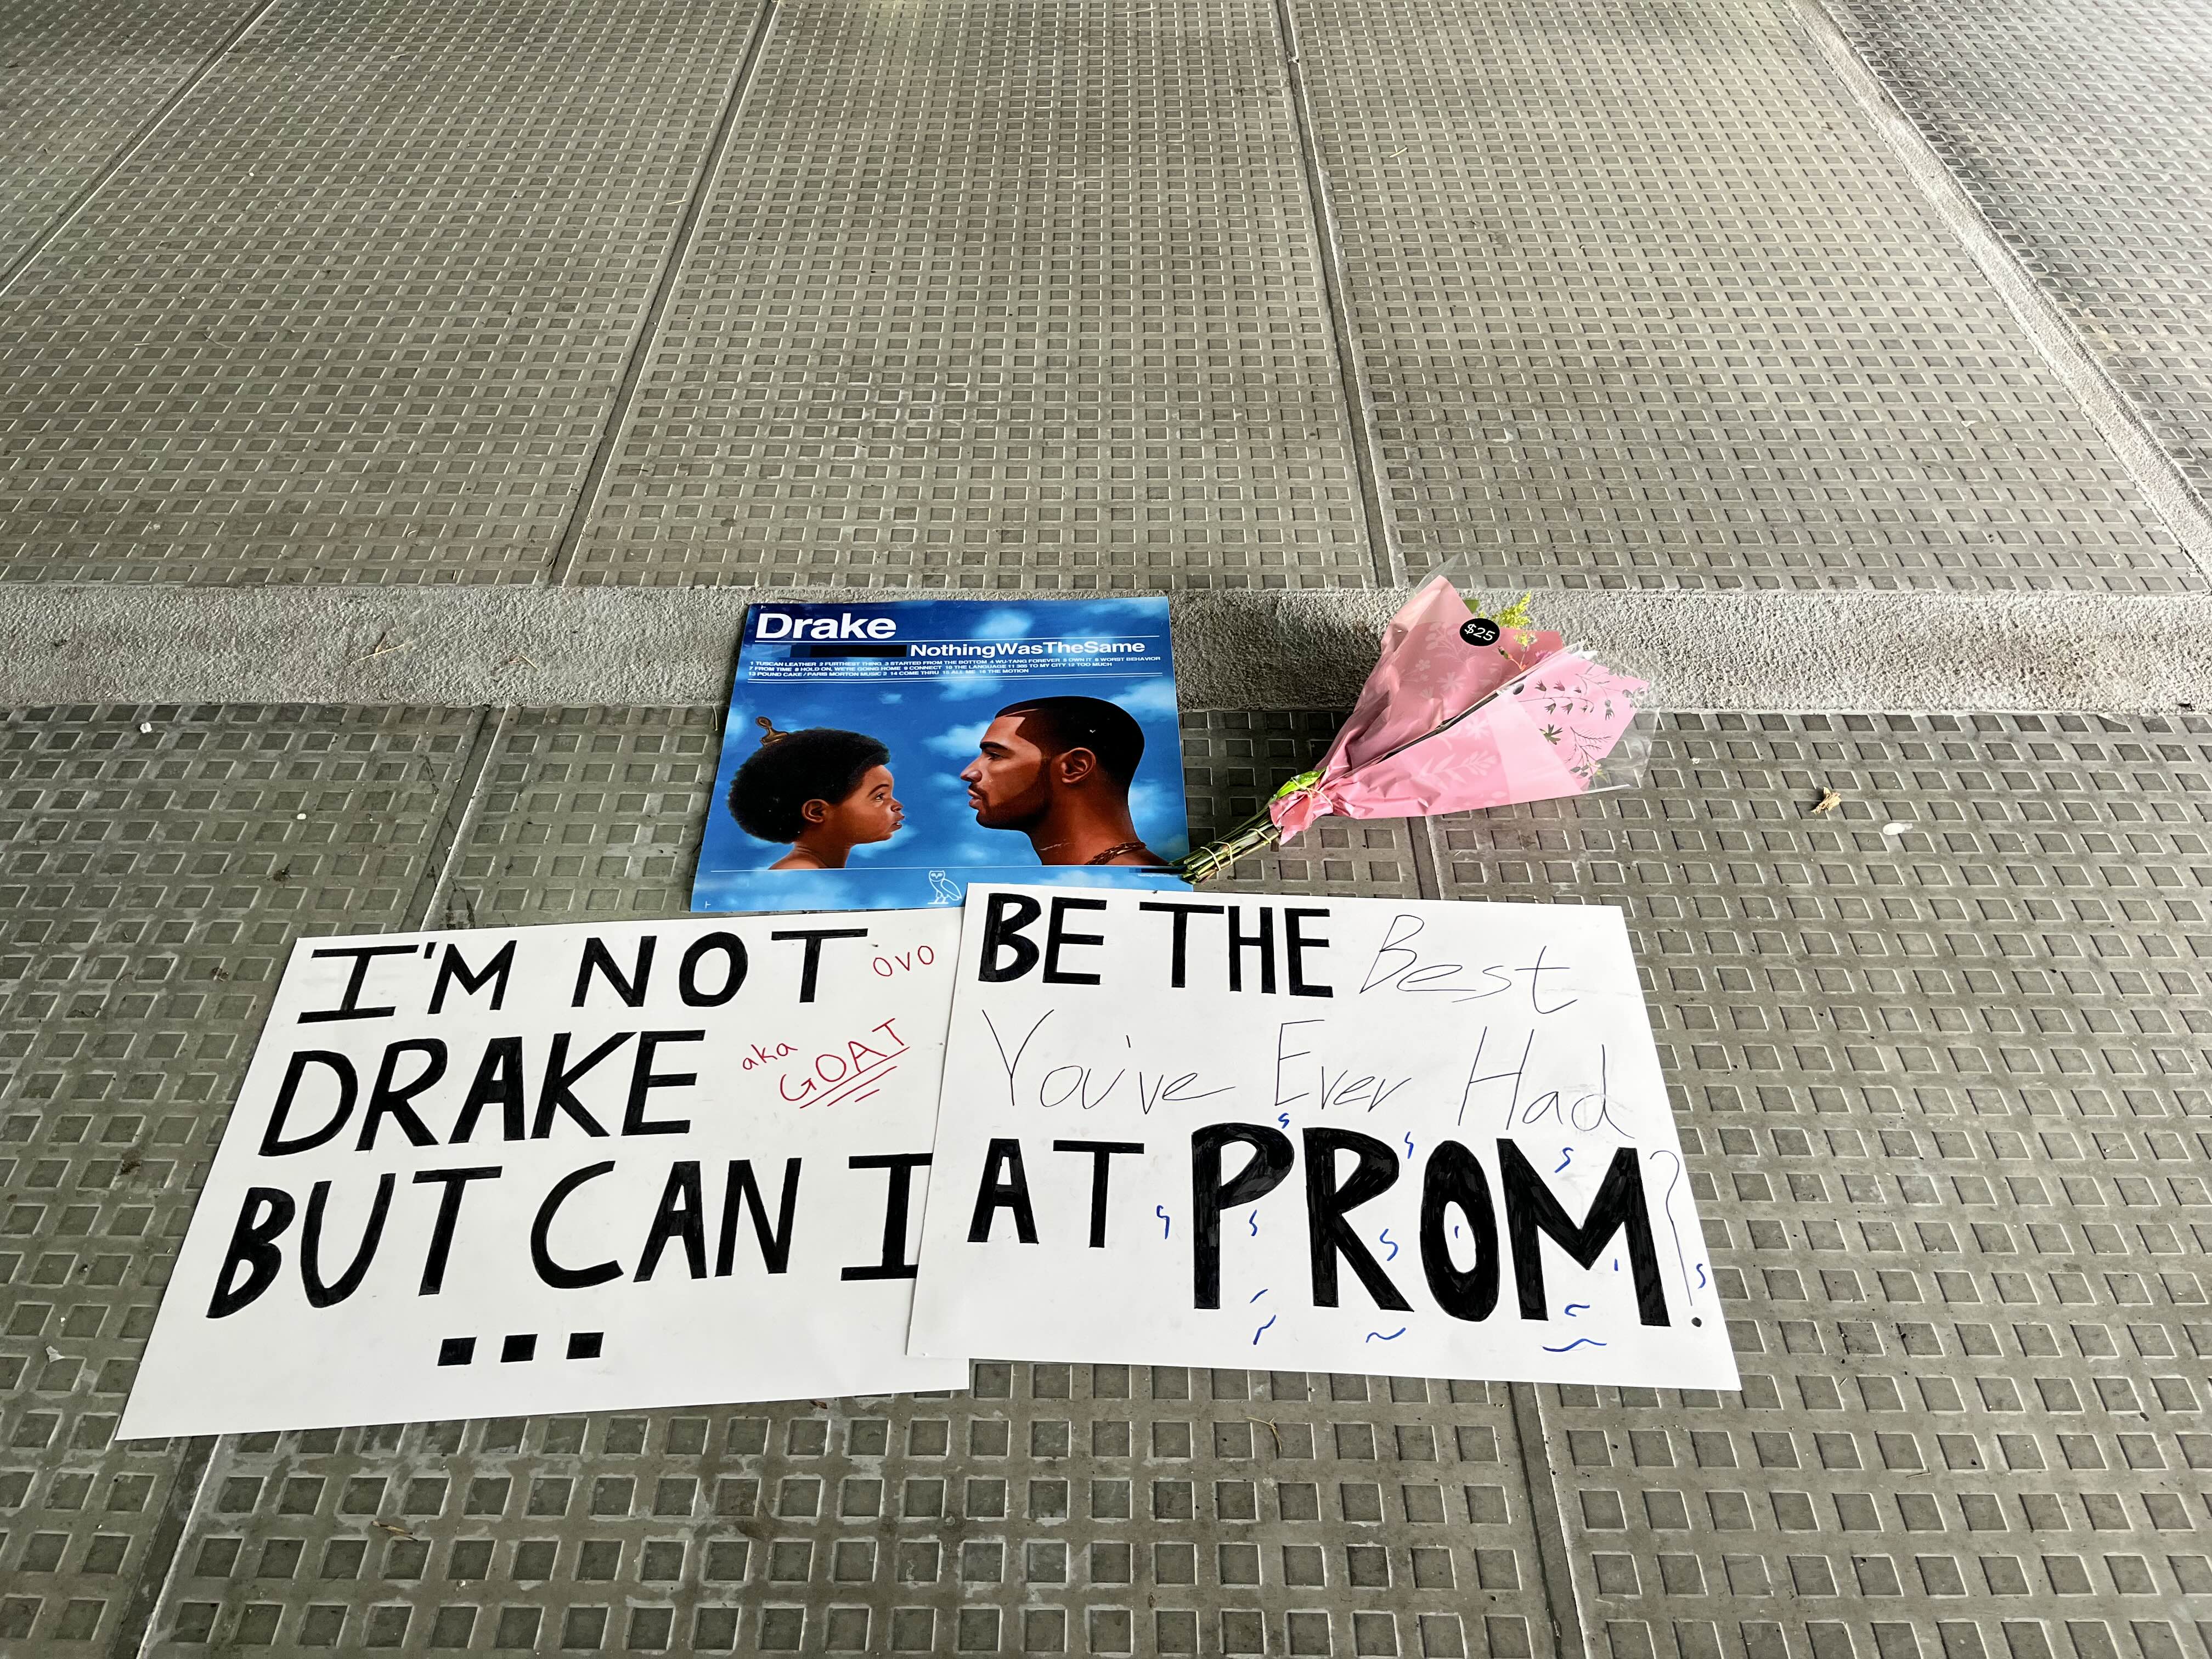 Drake
NothingWasTheSame
1 TUSCAN LEATHER 2 FURTHEST THING 3 STARTED FROM THE BOTTOM 4 WU-TANG FOREVER 5 OWN IT 6 WORST BEHAVIOR
7 FROM TIME 8 HOLD ON, WE'RE GOING HOME 9 CONNECT 10 THE LANGUAGE 11 305 TO MY CITY 12 TOO MUCH
13 POUND CAKE / PARIS MORTON MUSIC 2 14 COME THRU 15 ALL ME 16 THE MOTION
$25
I'M NOT OVO
DRAKE aka GOAT
BUT CAN I
...
BE THE Best
You've Ever Had
AT PROM?